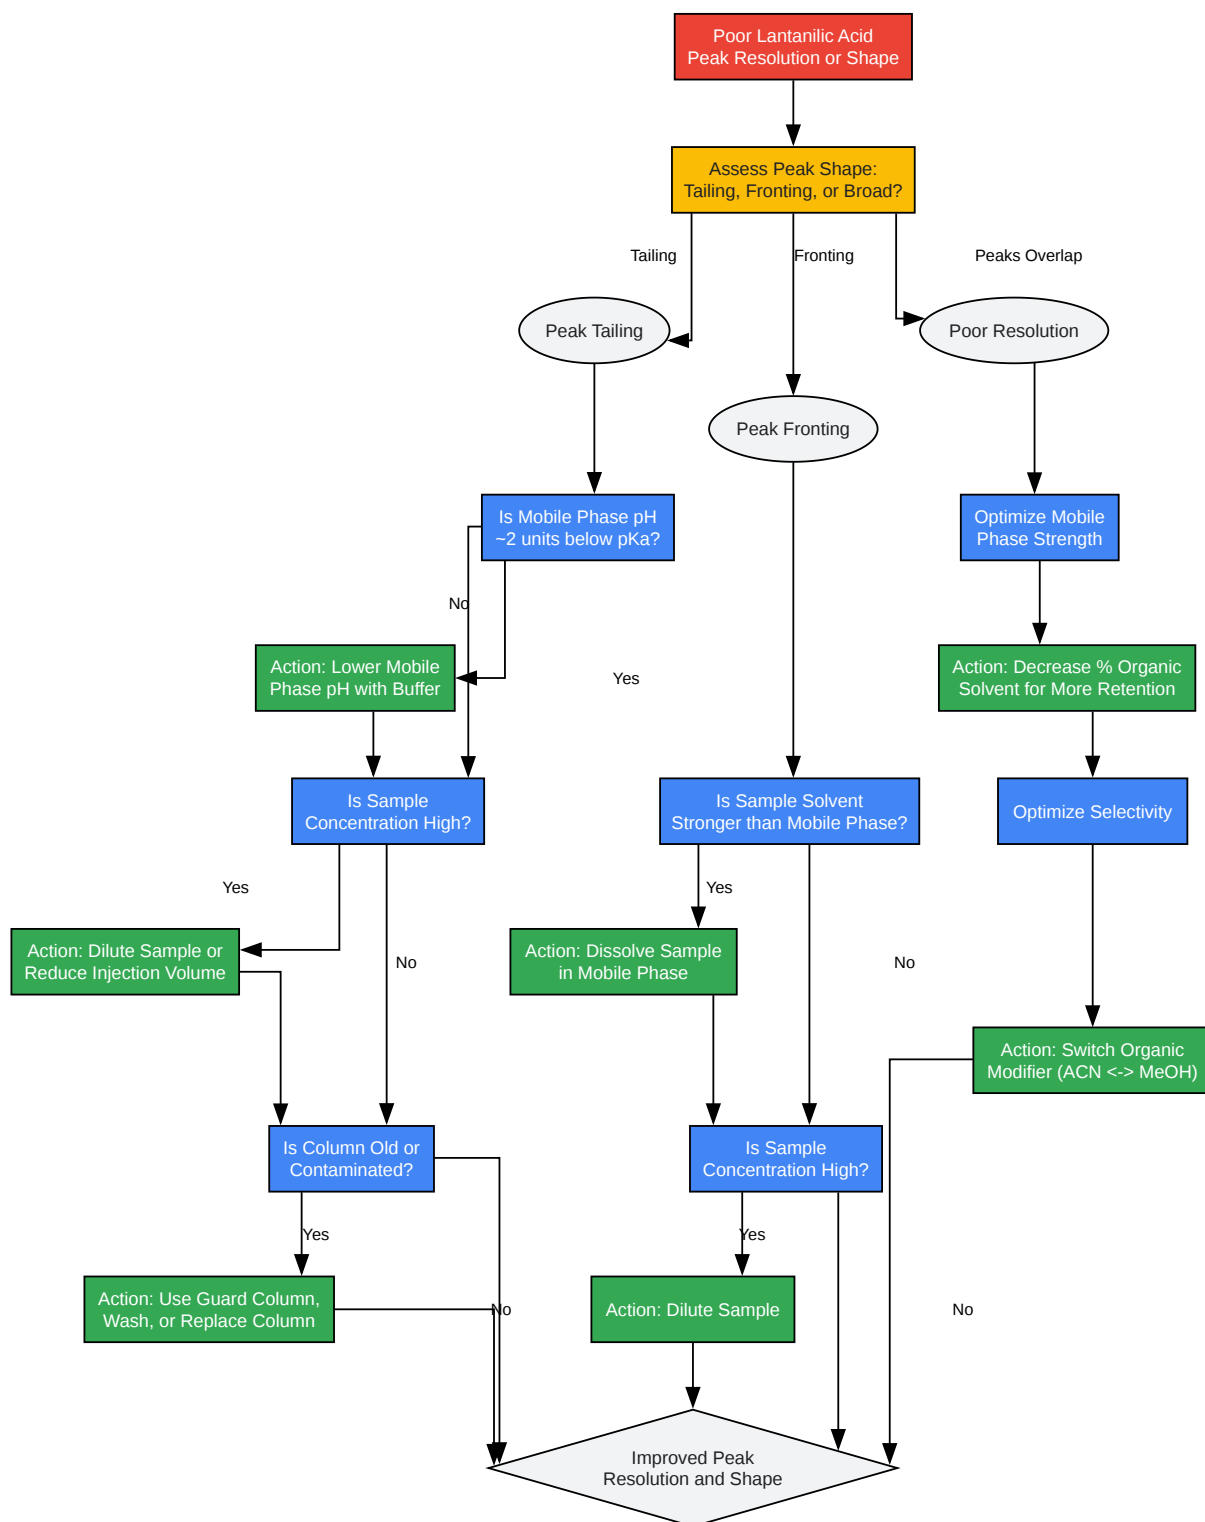 Poor Lantanilic Acid
Peak Resolution or Shape
Assess Peak Shape:
Tailing, Fronting, or Broad?
Tailing
Fronting
Peaks Overlap
Peak Tailing
Poor Resolution
Peak Fronting
Is Mobile Phase pH
~2 units below pKa?
Optimize Mobile
Phase Strength
No
Action: Lower Mobile
Phase pH with Buffer
Yes
Action: Decrease % Organic
Solvent for More Retention
Is Sample
Concentration High?
Is Sample Solvent
Stronger than Mobile Phase?
Optimize Selectivity
Yes
Yes
Action: Dilute Sample or
Reduce Injection Volume
No
Action: Dissolve Sample
in Mobile Phase
No
Action: Switch Organic
Modifier (ACN <-> MeOH)
Is Column Old or
Contaminated?
Is Sample
Concentration High?
Yes
Yes
Action: Use Guard Column,
Wash, or Replace Column
No
Action: Dilute Sample
No
Improved Peak
Resolution and Shape